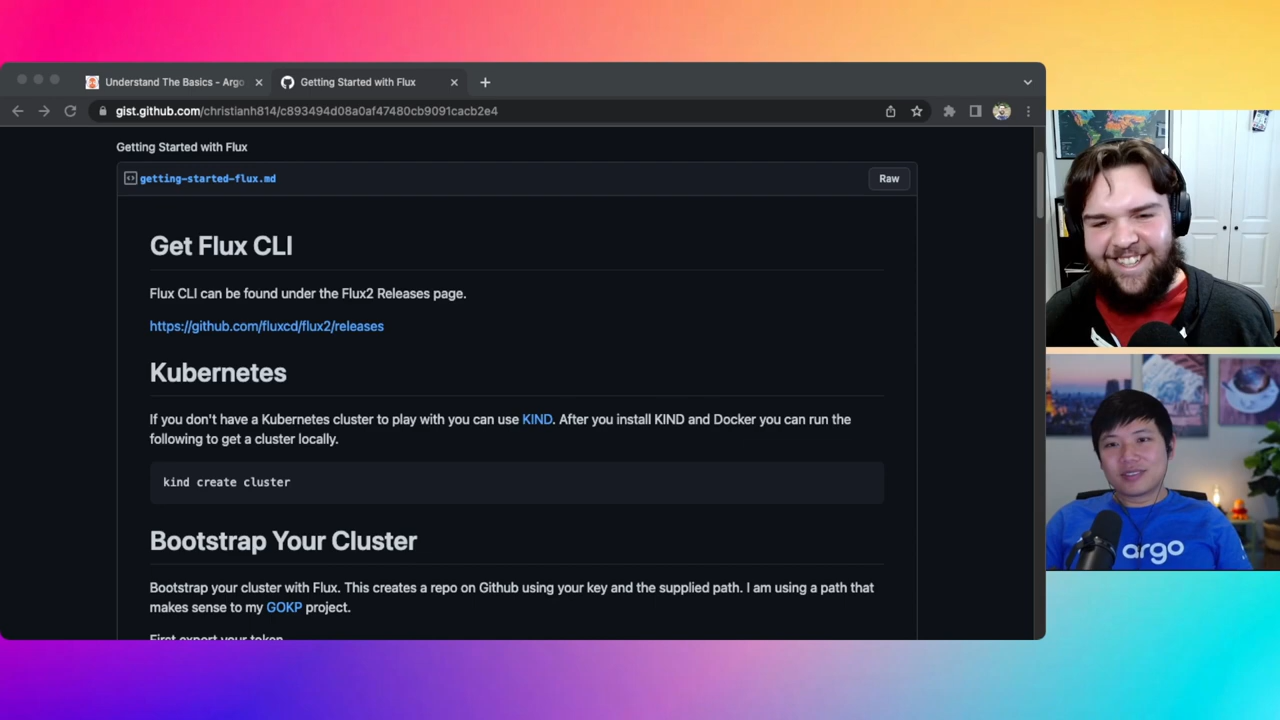 Understand The Basics - Argo
Getting Started with Flux
gist.github.com/christianh814/c893494d08a0af47480cb9091cacb2e4
Getting Started with Flux
getting-started-flux.md
Raw
Get Flux CLI
Flux CLI can be found under the Flux2 Releases page.
https://github.com/fluxcd/flux2/releases
Kubernetes
If you don't have a Kubernetes cluster to play with you can use KIND. After you install KIND and Docker you can run the
following to get a cluster locally.
kind create cluster
Bootstrap Your Cluster
Bootstrap your cluster with Flux. This creates a repo on Github using your key and the supplied path. I am using a path that
makes sense to my GOKP project.
First export your token
argo